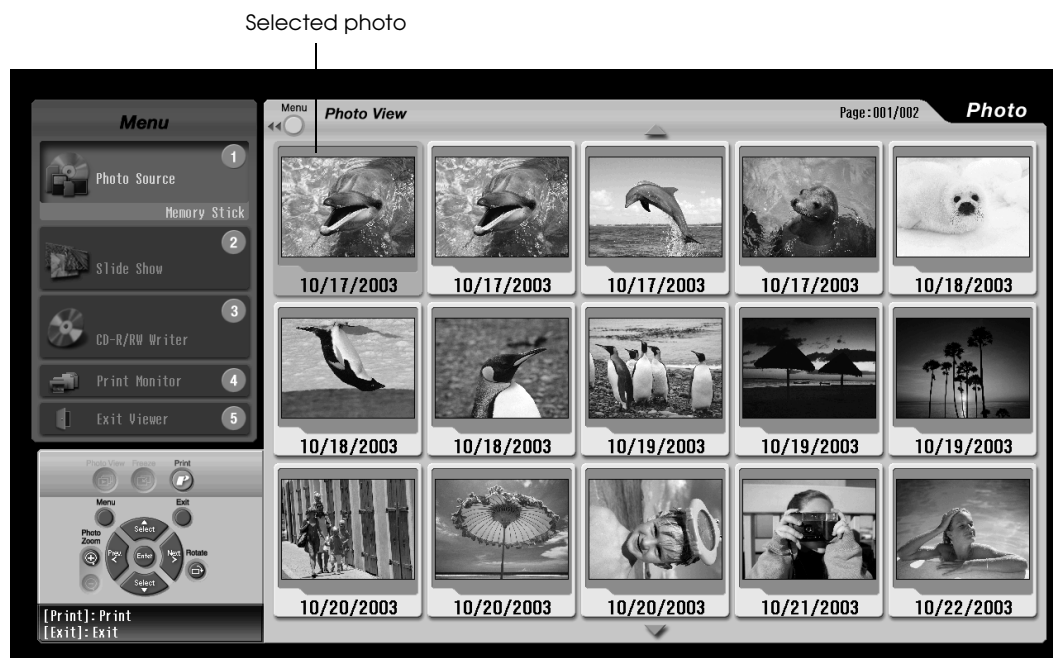 Selected photo
Menu
1
Photo Source
Memory Stick
2
Slide Show
3
CD-R/RW Writer
Print Monitor 4
Exit Viewer 5
Menu
Photo View
Page:001/002
Photo
10/17/2003 10/17/2003 10/17/2003 10/17/2003 10/18/2003
10/18/2003 10/18/2003 10/19/2003 10/19/2003 10/19/2003
10/20/2003 10/20/2003 10/20/2003 10/21/2003 10/22/2003
Photo View Freeze Print
Menu Exit
Photo
Zoom
Select
Prev. Enter Next
Rotate
Select
[Print]:Print
[Exit]:Exit